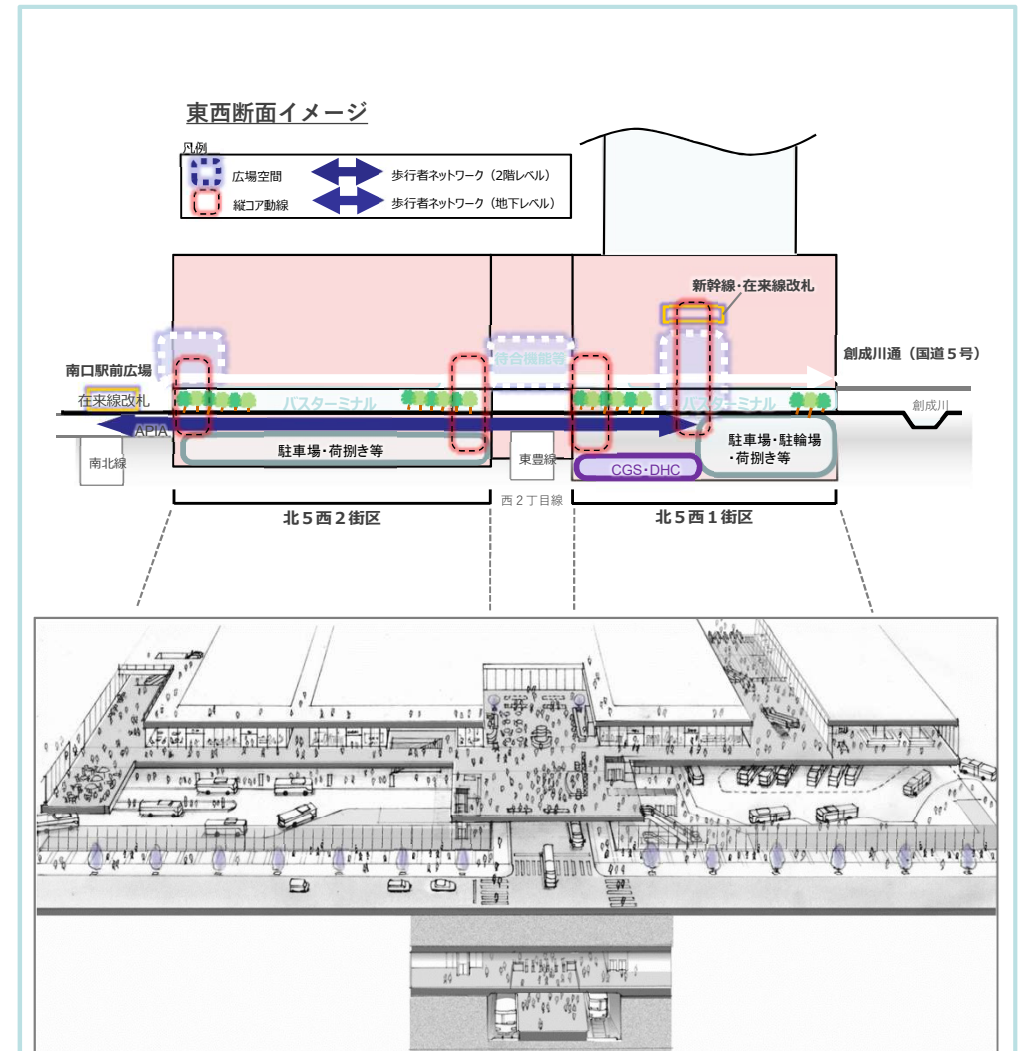 東西断面イメージ
凡例
広場空間
歩行者ネットワーク（2階レベル）
縦コア動線
歩行者ネットワーク（地下レベル）
新幹線・在来線改札
待合機能等
創成川通（国道５号）
南口駅前広場
在来線改札
バスターミナル
バスターミナル
創成川
APIA
駐車場・荷捌き等
駐車場・駐輪場
・荷捌き等
南北線
東豊線
CGS・DHC
西２丁目線
北５西２街区
北５西１街区